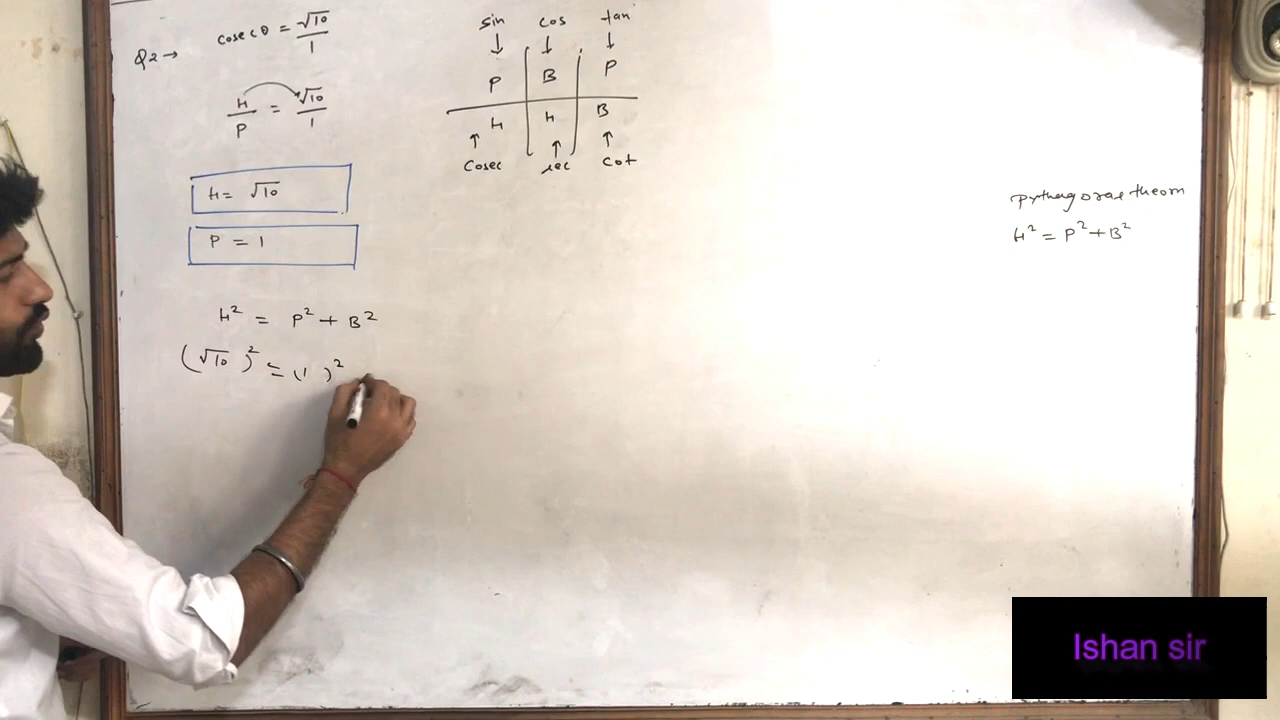 Q2→ cosecθ = √10/1
H/P = √10/1
H = √10
P = 1
H² = P² + B²
(√10)² = (1)²
sin cos tan
↓ ↓ ↓
P B P
H H B
↑ ↑ ↑
Cosec sec Cot
Pythagoras theorm
H² = P² + B²
Ishan sir